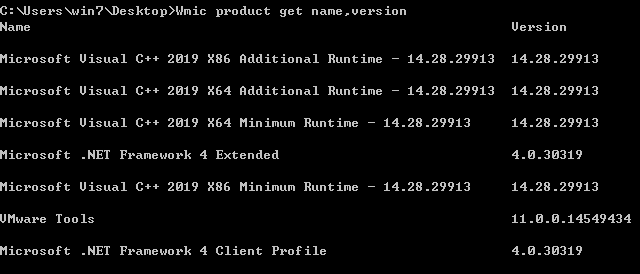 C:\Users\win7\Desktop>Wmic product get name,version
Name Version
Microsoft Visual C++ 2019 X86 Additional Runtime - 14.28.29913 14.28.29913
Microsoft Visual C++ 2019 X64 Additional Runtime - 14.28.29913 14.28.29913
Microsoft Visual C++ 2019 X64 Minimum Runtime - 14.28.29913 14.28.29913
Microsoft .NET Framework 4 Extended 4.0.30319
Microsoft Visual C++ 2019 X86 Minimum Runtime - 14.28.29913 14.28.29913
VMware Tools 11.0.0.14549434
Microsoft .NET Framework 4 Client Profile 4.0.30319